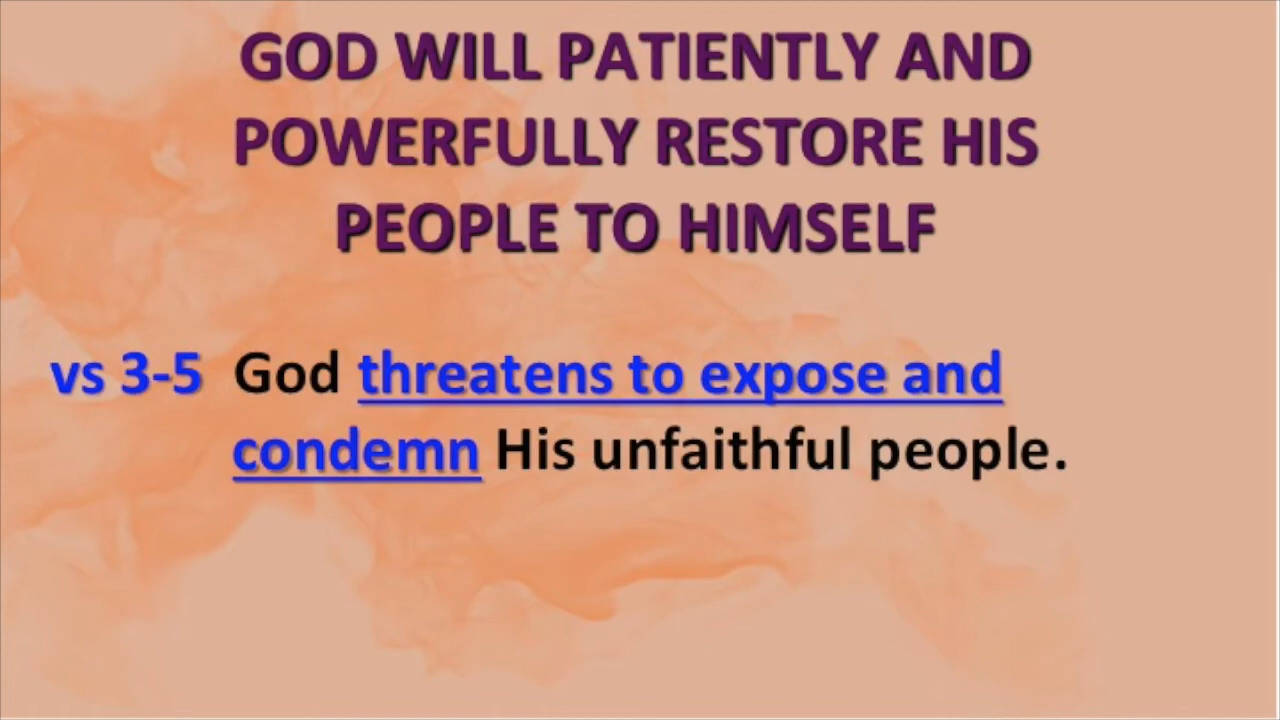 GOD WILL PATIENTLY AND
POWERFULLY RESTORE HIS
PEOPLE TO HIMSELF
vs 3-5 God threatens to expose and
condemn His unfaithful people.